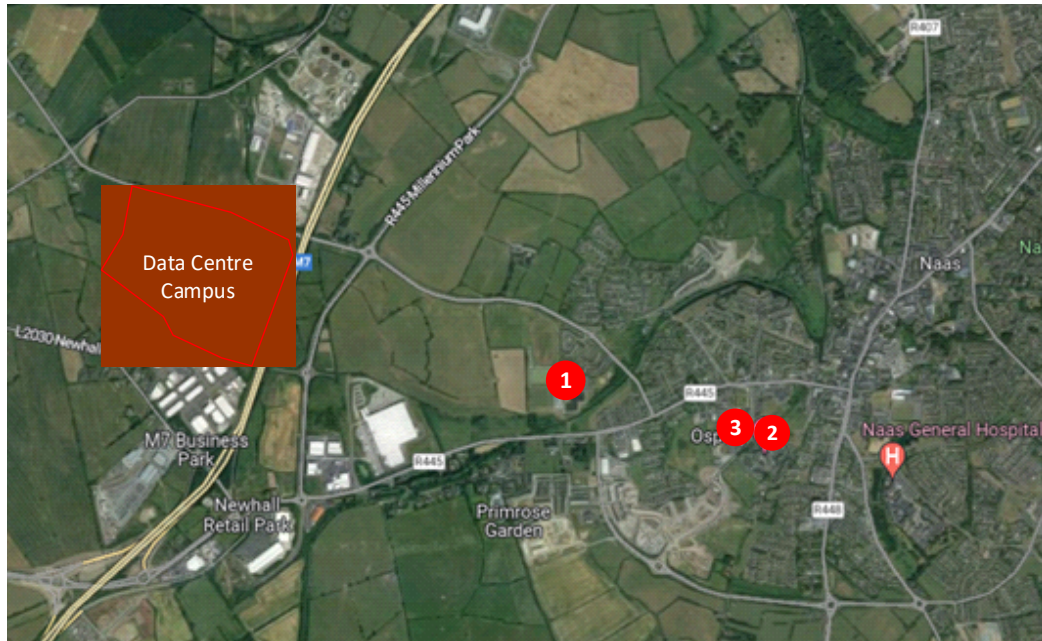 R407
R445 Millennium Park
Data Centre
Campus
M7
Naas
Na
L2030 Newhall
1
R445
3
2
Osp
Naas General Hospital
H
M7 Business
Park
R445
Newhall
Retail Park
Primrose
Garden
R448